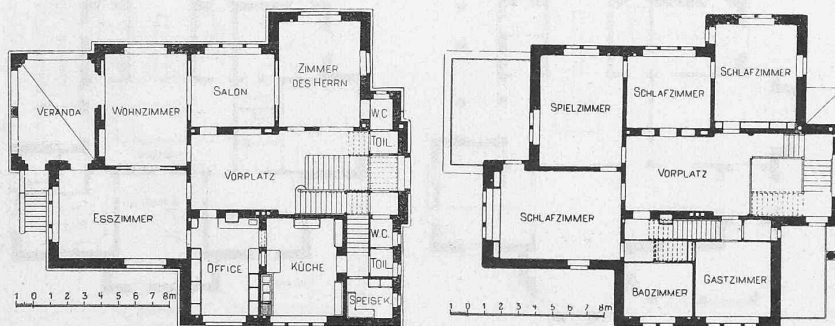 VERANDA
WOHNZIMMER
SALON
ZIMMER
DES HERRN
W.C
TOIL.
VORPLATZ
ESSZIMMER
W.C.
TOIL
OFFICE
KÜCHE
SPEISEK.
1 0 1 2 3 4 5 6 7 8m
SPIELZIMMER
SCHLAFZIMMER
SCHLAFZIMMER
SCHLAFZIMMER
VORPLATZ
BADZIMMER
GASTZIMMER
1 0 1 2 3 4 5 6 7 8m